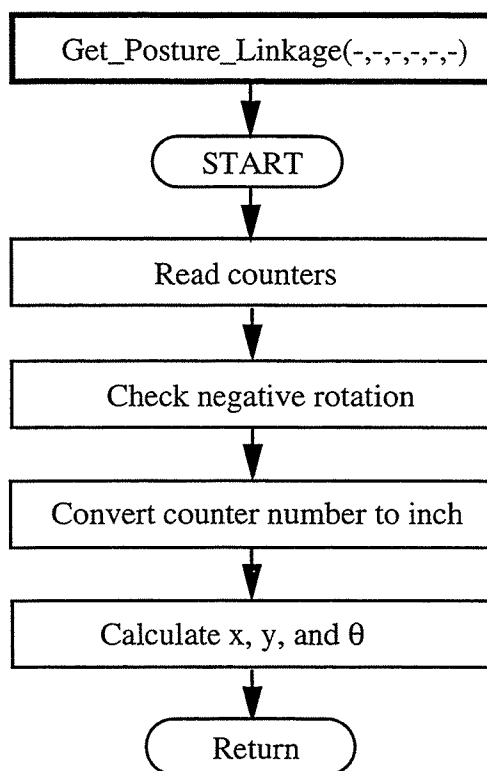 Get_Posture_Linkage(-,-,-,-,-,-)
START
Read counters
Check negative rotation
Convert counter number to inch
Calculate x, y, and θ
Return